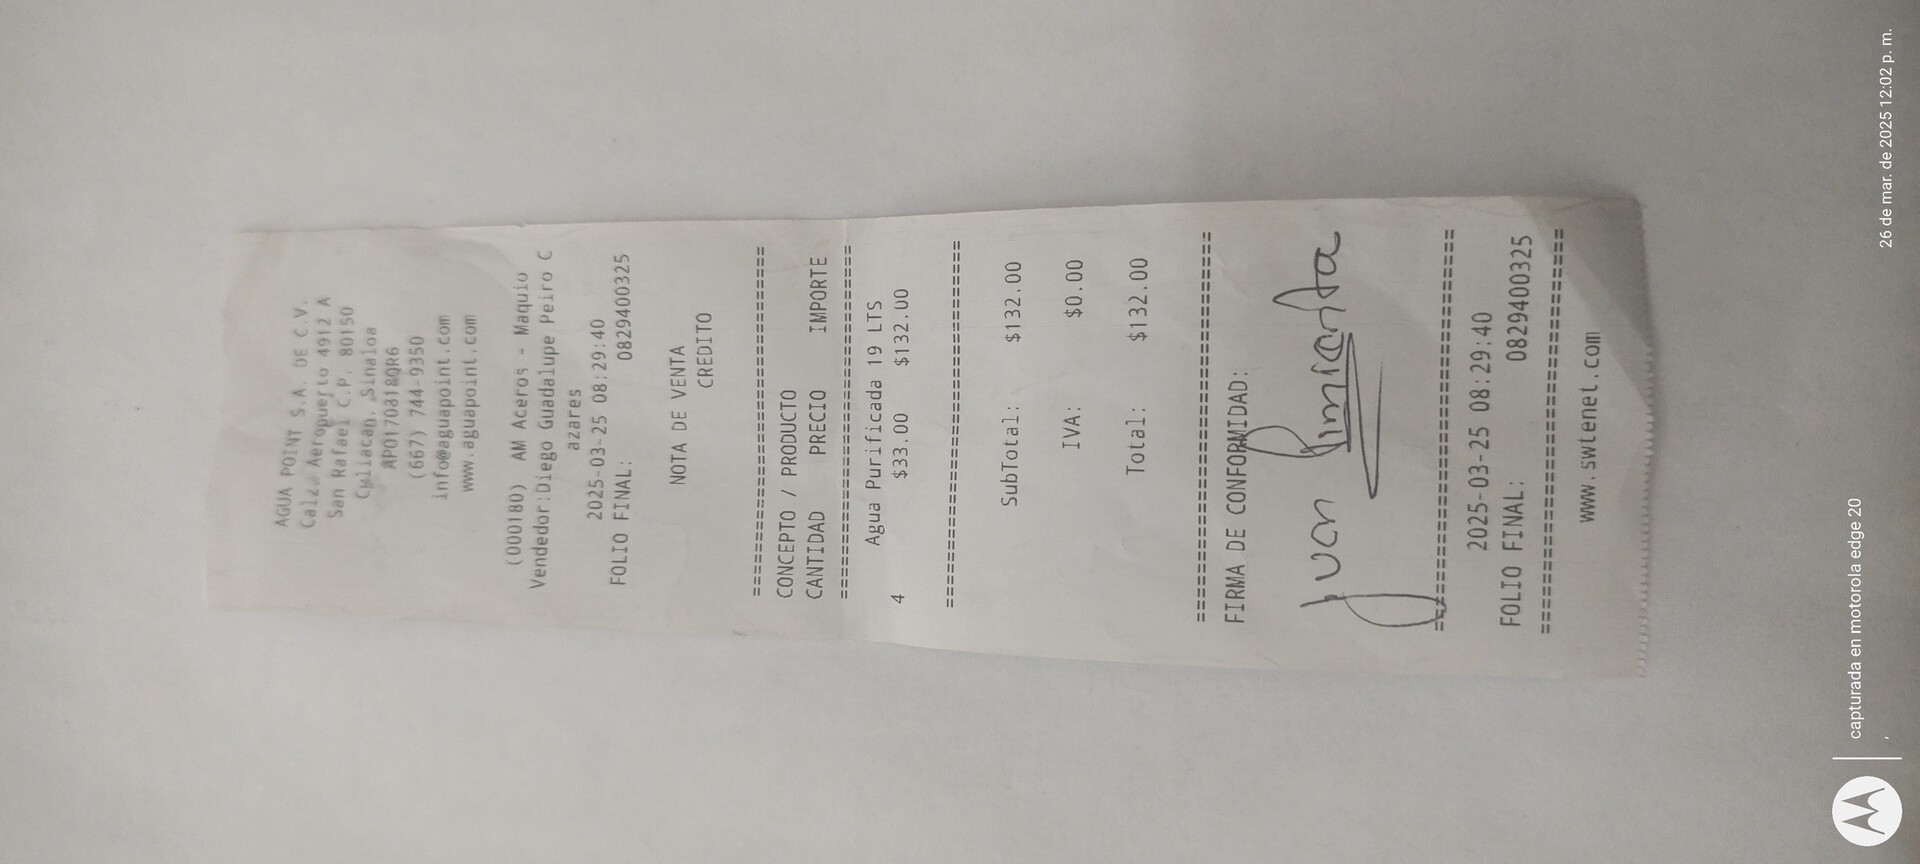 AGUA POINT S.A. DE C.V.
Calz. Aeropuerto 4912 A
San Rafael C.P. 80150
Culiacan, Sinaloa
APO170318QR6
(667) 744-9350
info@aguapoint.com
www.aguapoint.com
(000180) AM Aceros - Maquio
Vendedor:Diego Guadalupe Peiro C
azares
2025-03-25 08:29:40
FOLIO FINAL: 0829400325
NOTA DE VENTA
CREDITO
================================
CONCEPTO / PRODUCTO
CANTIDAD PRECIO IMPORTE
================================
Agua Purificada 19 LTS
4 $33.00 $132.00
================================
SubTotal: $132.00
IVA: $0.00
Total: $132.00
================================
FIRMA DE CONFORMIDAD:
Juan
================================
2025-03-25 08:29:40
FOLIO FINAL: 0829400325
================================
www.swtenet.com
capturada en motorola edge 20
,
26 de mar. de 2025 12:02 p. m.